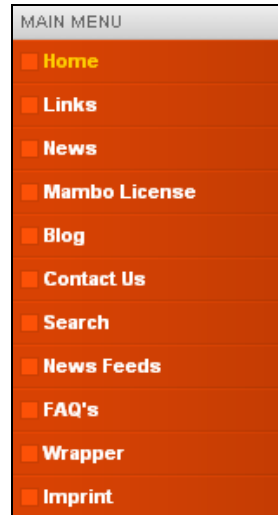 MAIN MENU
Home
Links
News
Mambo License
Blog
Contact Us
Search
News Feeds
FAQ's
Wrapper
Imprint